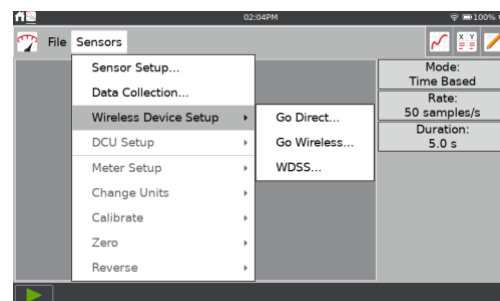 02:04PM
100%
File Sensors
X Y
Sensor Setup...
Data Collection...
Wireless Device Setup
DCU Setup
Meter Setup
Change Units
Calibrate
Zero
Reverse
Go Direct...
Go Wireless...
WDSS...
Mode:
Time Based
Rate:
50 samples/s
Duration:
5.0 s